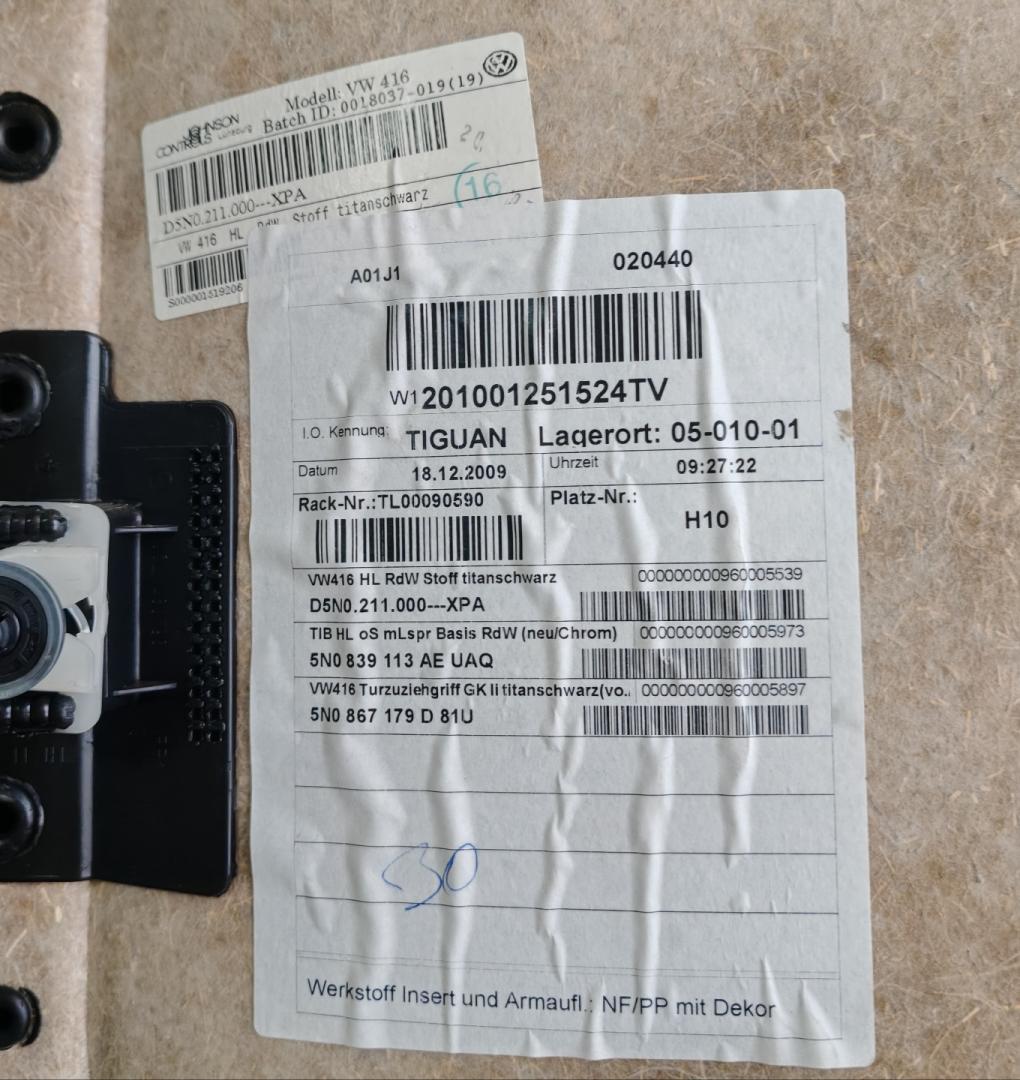 Modell: VW 416
Batch ID: 0018037-019(19)
JOHNSON
CONTROLS Lüneburg
D5N0.211.000---XPA
(16
VW 416 HL RdW Stoff titanschwarz
S000001519206
A01J1
020440
W1201001251524TV
I.O. Kennung: TIGUAN
Lagerort: 05-010-01
Datum 18.12.2009
Uhrzeit 09:27:22
Rack-Nr.:TL00090590
Platz-Nr.:
H10
VW416 HL RdW Stoff titanschwarz 000000000960005539
D5N0.211.000---XPA
TIB HL oS mLspr Basis RdW (neu/Chrom) 000000000960005973
5N0 839 113 AE UAQ
VW416 Turzuziehgriff GK li titanschwarz(vo.. 000000000960005897
5N0 867 179 D 81U
30
Werkstoff Insert und Armaufl.: NF/PP mit Dekor